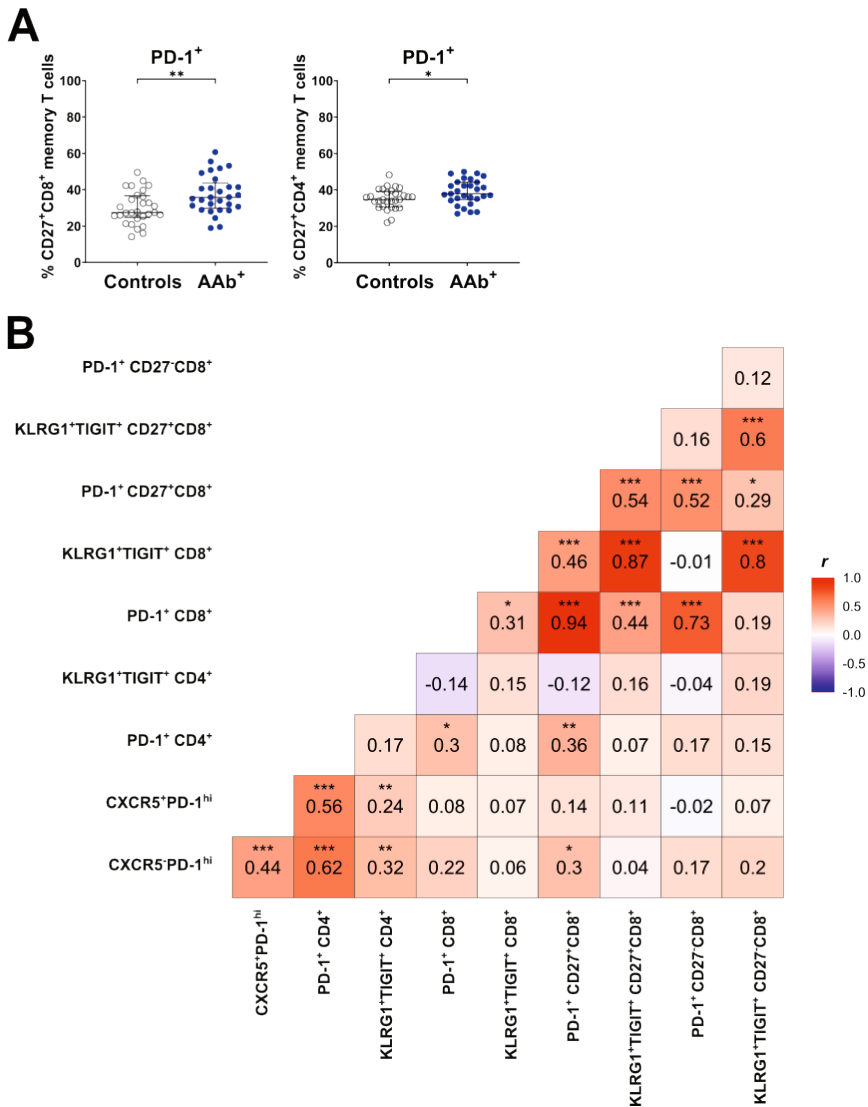 A
PD-1⁺
**
% CD27⁺CD8⁺ memory T cells
100
80
60
40
20
0
Controls
AAb⁺
PD-1⁺
*
% CD27⁺CD4⁺ memory T cells
100
80
60
40
20
0
Controls
AAb⁺
B
PD-1⁺ CD27⁻CD8⁺
0.12
KLRG1⁺TIGIT⁺ CD27⁺CD8⁺
***
0.16 0.6
PD-1⁺ CD27⁺CD8⁺
*** *** *
0.54 0.52 0.29
KLRG1⁺TIGIT⁺ CD8⁺
*** *** ***
0.46 0.87 -0.01 0.8
PD-1⁺ CD8⁺
* *** *** ***
0.31 0.94 0.44 0.73 0.19
KLRG1⁺TIGIT⁺ CD4⁺
-0.14 0.15 -0.12 0.16 -0.04 0.19
PD-1⁺ CD4⁺
* **
0.17 0.3 0.08 0.36 0.07 0.17 0.15
CXCR5⁺PD-1ʰⁱ
*** **
0.56 0.24 0.08 0.07 0.14 0.11 -0.02 0.07
CXCR5⁻PD-1ʰⁱ
*** *** ** *
0.44 0.62 0.32 0.22 0.06 0.3 0.04 0.17 0.2
CXCR5⁺PD-1ʰⁱ
PD-1⁺ CD4⁺
KLRG1⁺TIGIT⁺ CD4⁺
PD-1⁺ CD8⁺
KLRG1⁺TIGIT⁺ CD8⁺
PD-1⁺ CD27⁺CD8⁺
KLRG1⁺TIGIT⁺ CD27⁺CD8⁺
PD-1⁺ CD27⁻CD8⁺
KLRG1⁺TIGIT⁺ CD27⁻CD8⁺
r
1.0
0.5
0.0
-0.5
-1.0